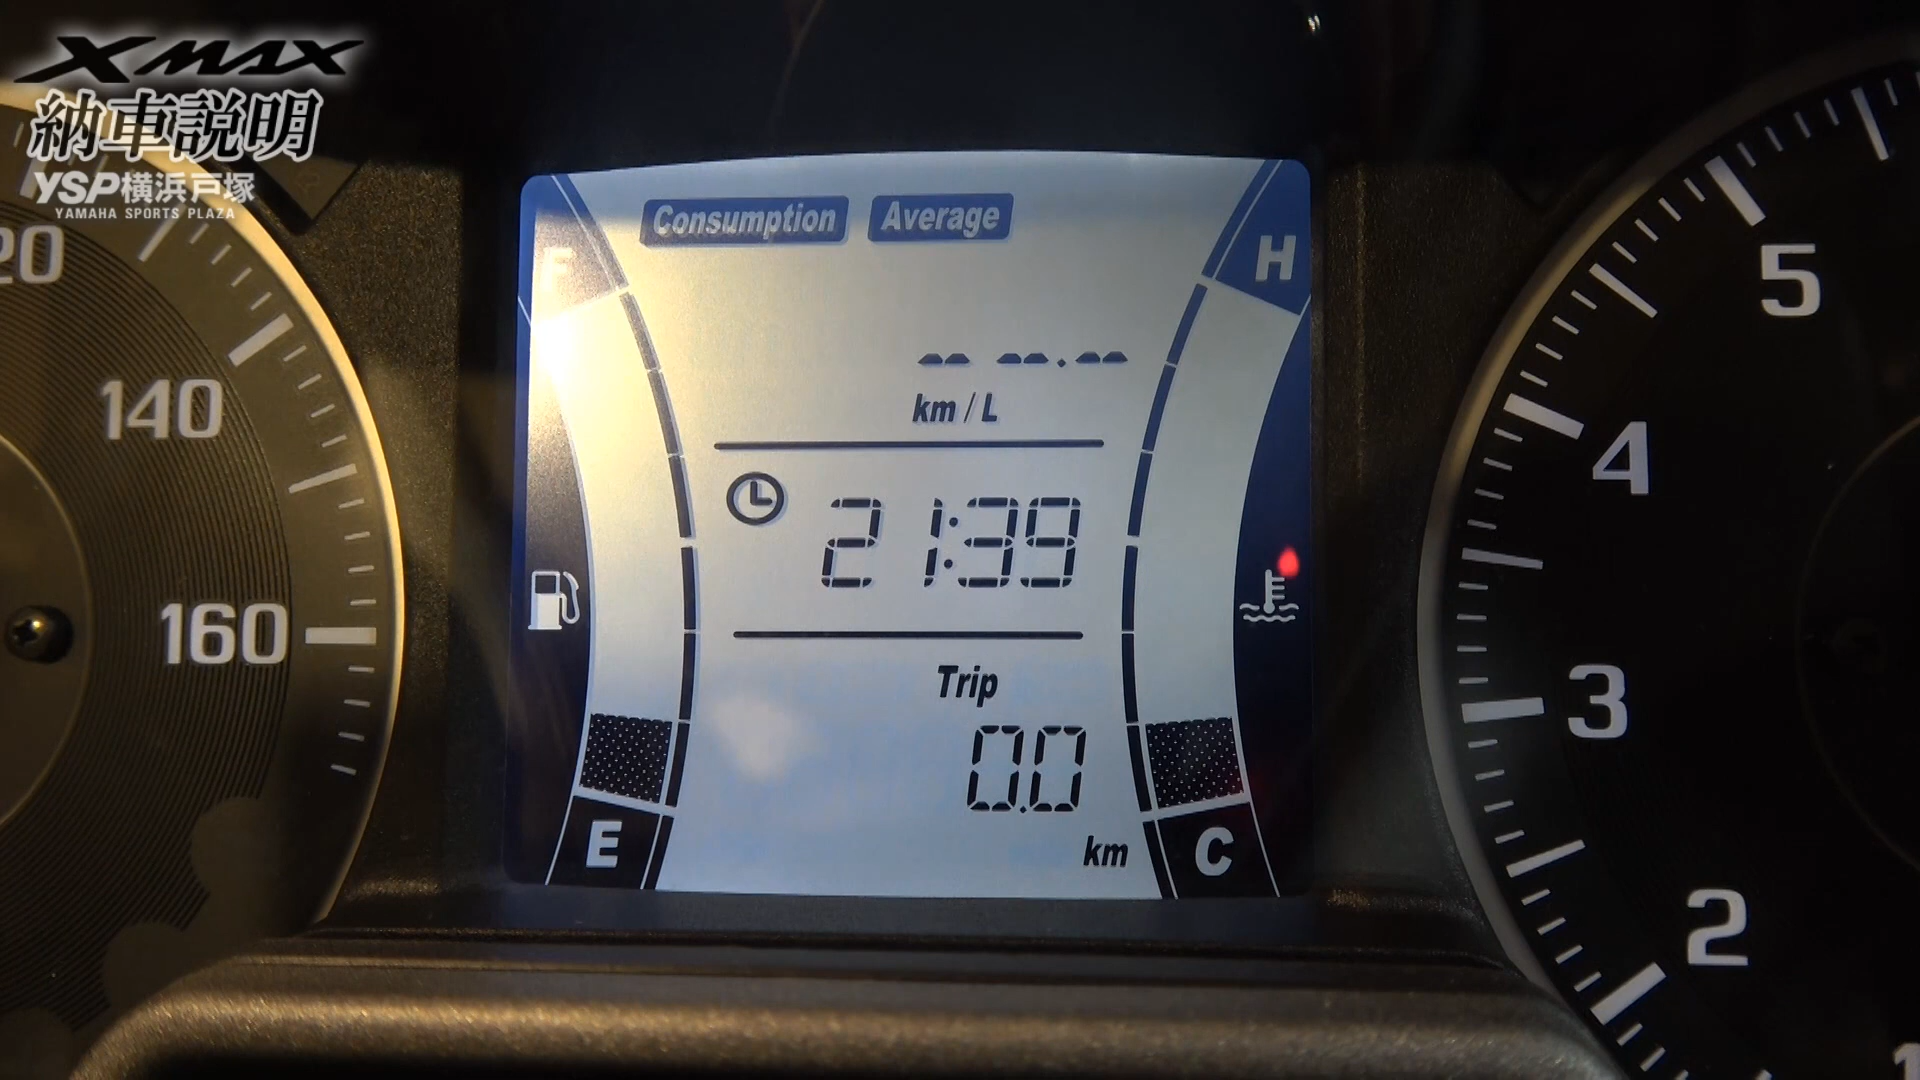 XMAX
納車説明
YSP横浜戸塚
YAMAHA SPORTS PLAZA
Consumption Average
F
H
-- --.--
km / L
21:39
Trip
0.0
km
E
C
20
140
160
5
4
3
2
1